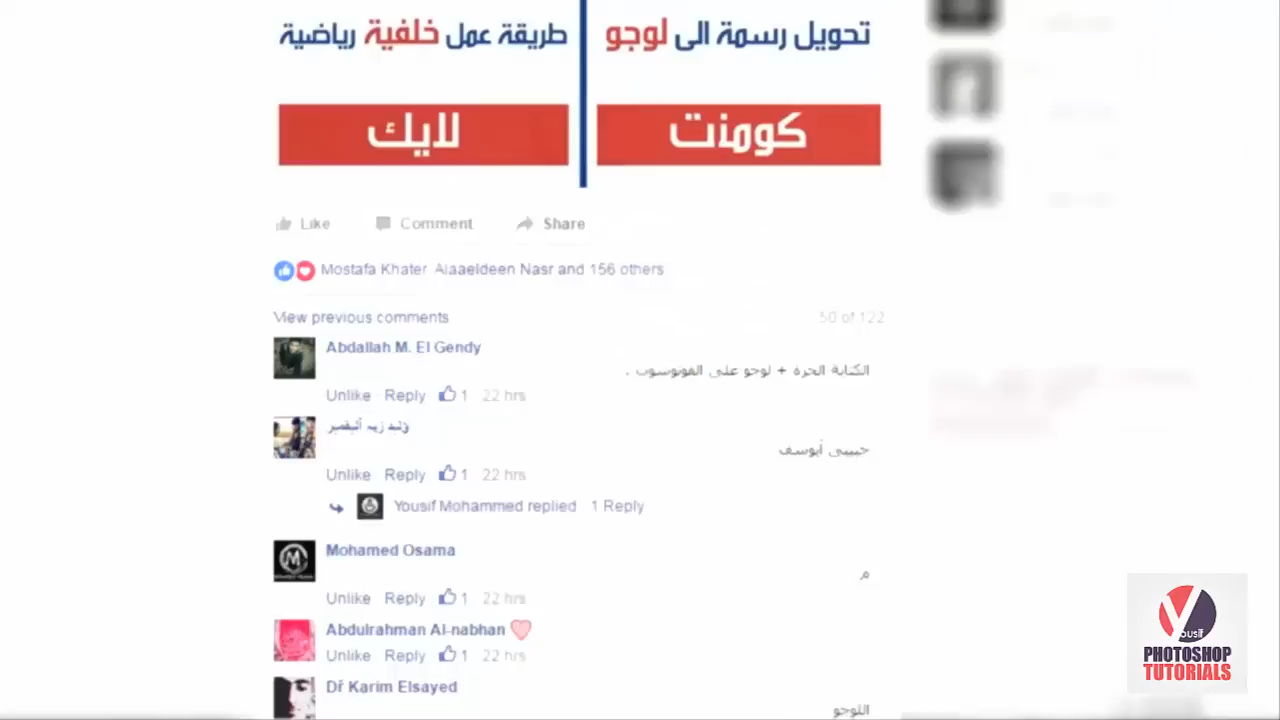 تحويل رسمة الى لوجو
طريقة عمل خلفية رياضية
كومنت
لايك
Like Comment Share
Mostafa Khater Alaaeldeen Nasr and 156 others
View previous comments 50 of 122
Abdallah M. El Gendy
الكتابة الحرة + لوجو على الفوتوشوب .
Unlike Reply 1 22 hrs
حبيبى أبوسف
Unlike Reply 1 22 hrs
Yousif Mohammed replied 1 Reply
Mohamed Osama
م
Unlike Reply 1 22 hrs
Abdulrahman Al-nabhan
Unlike Reply 1 22 hrs
Dr̃ Karim Elsayed
اللوجو
Yousif
PHOTOSHOP
TUTORIALS